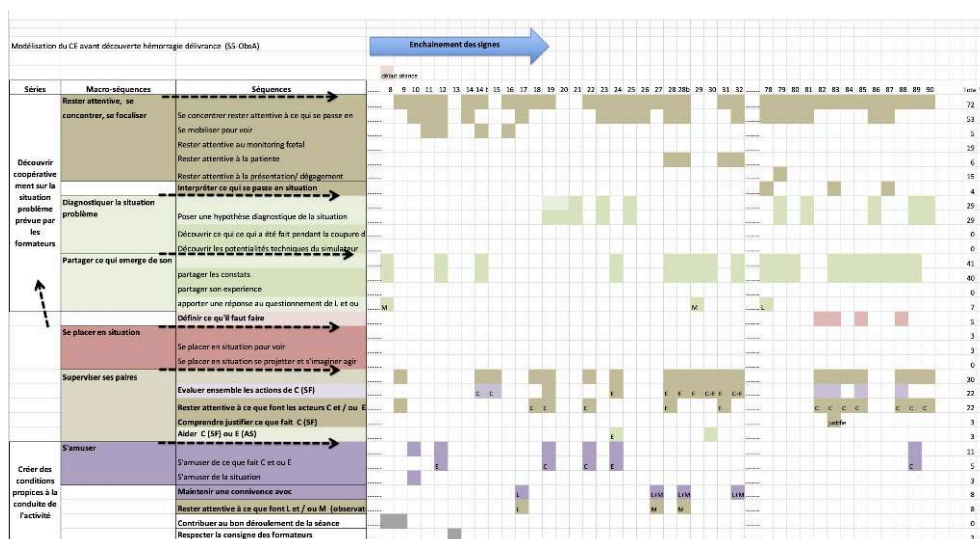 Modélisation du CE avant découverte hémorragie délivrance (S5-ObsA)
Enchainement des signes
début séance
Séries Macro-séquences Séquences ...... 8 9 10 11 12 13 14 14 t 15 16 17 18 19 20 21 22 23 24 25 26 27 28 28b 29 30 31 32 ...... 78 79 80 81 82 83 84 85 86 87 88 89 90 Tota
Rester attentive, se concentrer, se focaliser 72
Se concentrer rester attentive à ce qui se passe en 53
Se mobiliser pour voir 5
Rester attentive au monitoring fœtal 19
Rester attentive à la patiente 6
Rester attentive à la présentation/ dégagement 15
Interpréter ce qui se passe en situation 4
Découvrir coopérative ment sur la situation problème prévue par les formateurs
Diagnostiquer la situation problème 29
Poser une hypothèse diagnostique de la situation 29
Découvrir ce qui ce qui a été fait pendant la coupure d 0
Découvrir les potentialités techniques du simulateur 0
Partager ce qui emerge de son 41
partager les constats 40
partager son experience 0
apporter une réponse au questionnement de L et ou M M L 7
Définir ce qu'il faut faire 5
Se placer en situation 3
Se placer en situation pour voir 3
Se placer en situation se projetter et s'imaginer agir 0
Superviser ses paires 30
Evaluer ensemble les actions de C (SF) C C E E E E C-E E C-E 22
Rester attentive à ce que font les acteurs C et / ou E C C C E E C C C C C 22
Comprendre justifier ce que fait C (SF) justifie 3
Aider C (SF) ou E (AS) E 3
S'amuser 11
S'amuser de ce que fait C et ou E E C C E C 5
S'amuser de la situation 3
Créer des conditions propices à la conduite de l'activité
Maintenir une connivence avec L L+M L+M L+M 8
Rester attentive à ce que font L et / ou M (observat L L+M L+M 8
Contribuer au bon déroulement de la séance 0
Respecter la consigne des formateurs